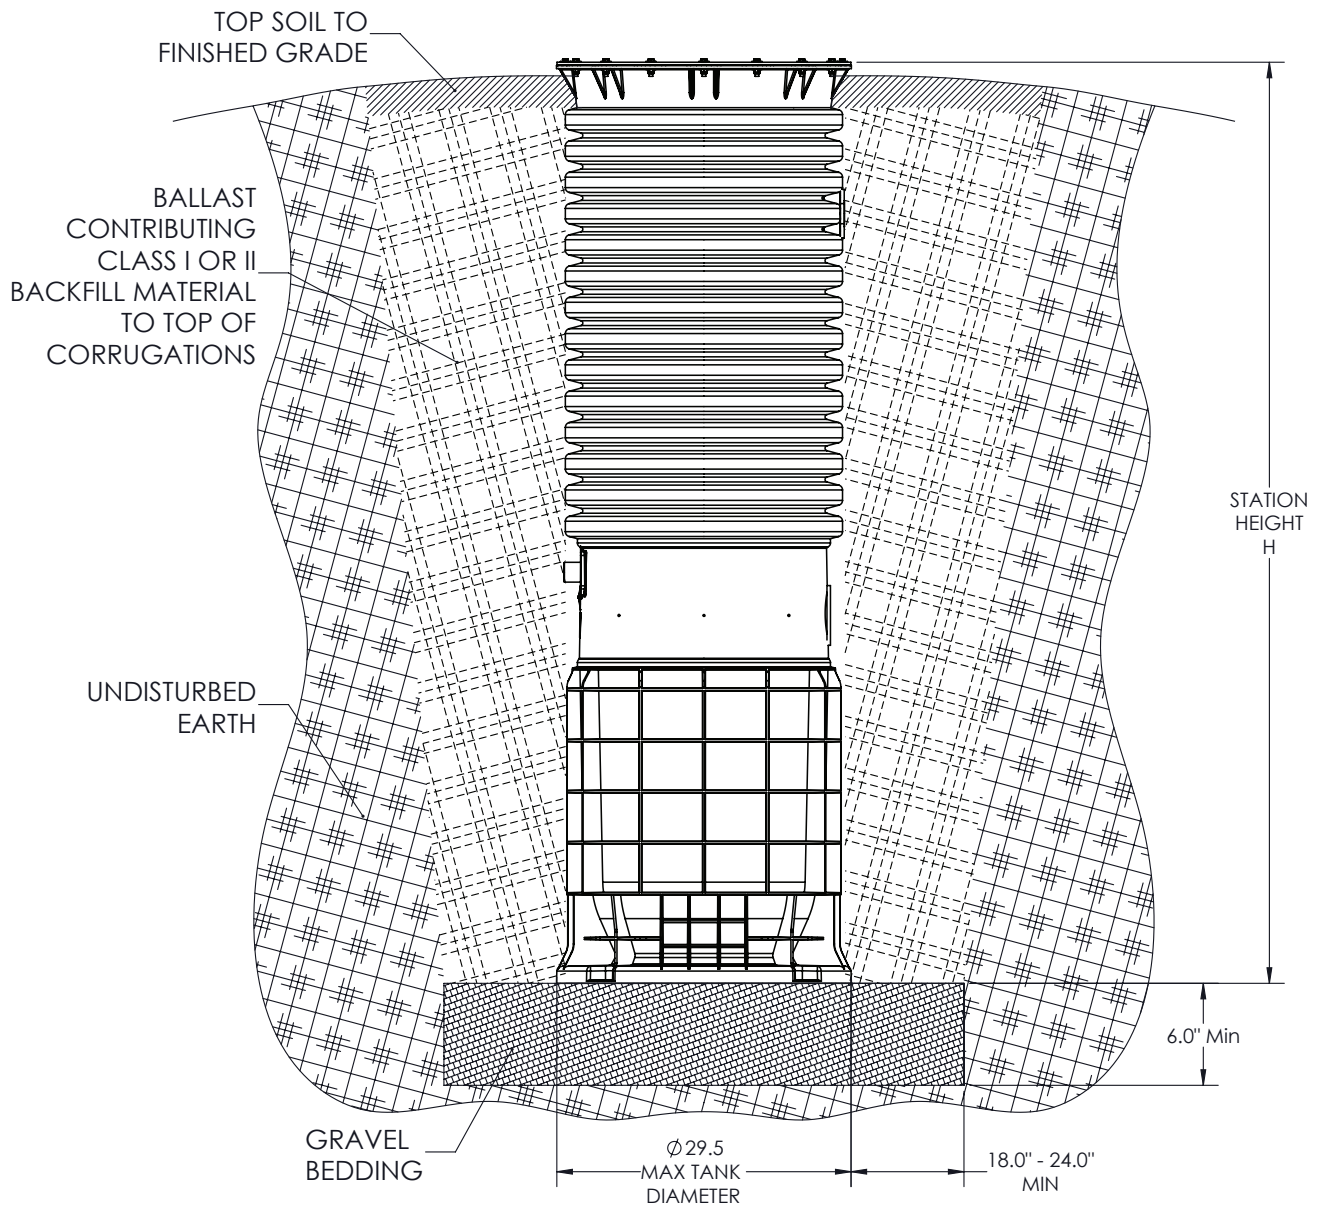 TOP SOIL TO
FINISHED GRADE
BALLAST
CONTRIBUTING
CLASS I OR II
BACKFILL MATERIAL
TO TOP OF
CORRUGATIONS
STATION
HEIGHT
H
UNDISTURBED
EARTH
6.0" Min
GRAVEL
BEDDING
Ø29.5
MAX TANK
DIAMETER
18.0" - 24.0"
MIN